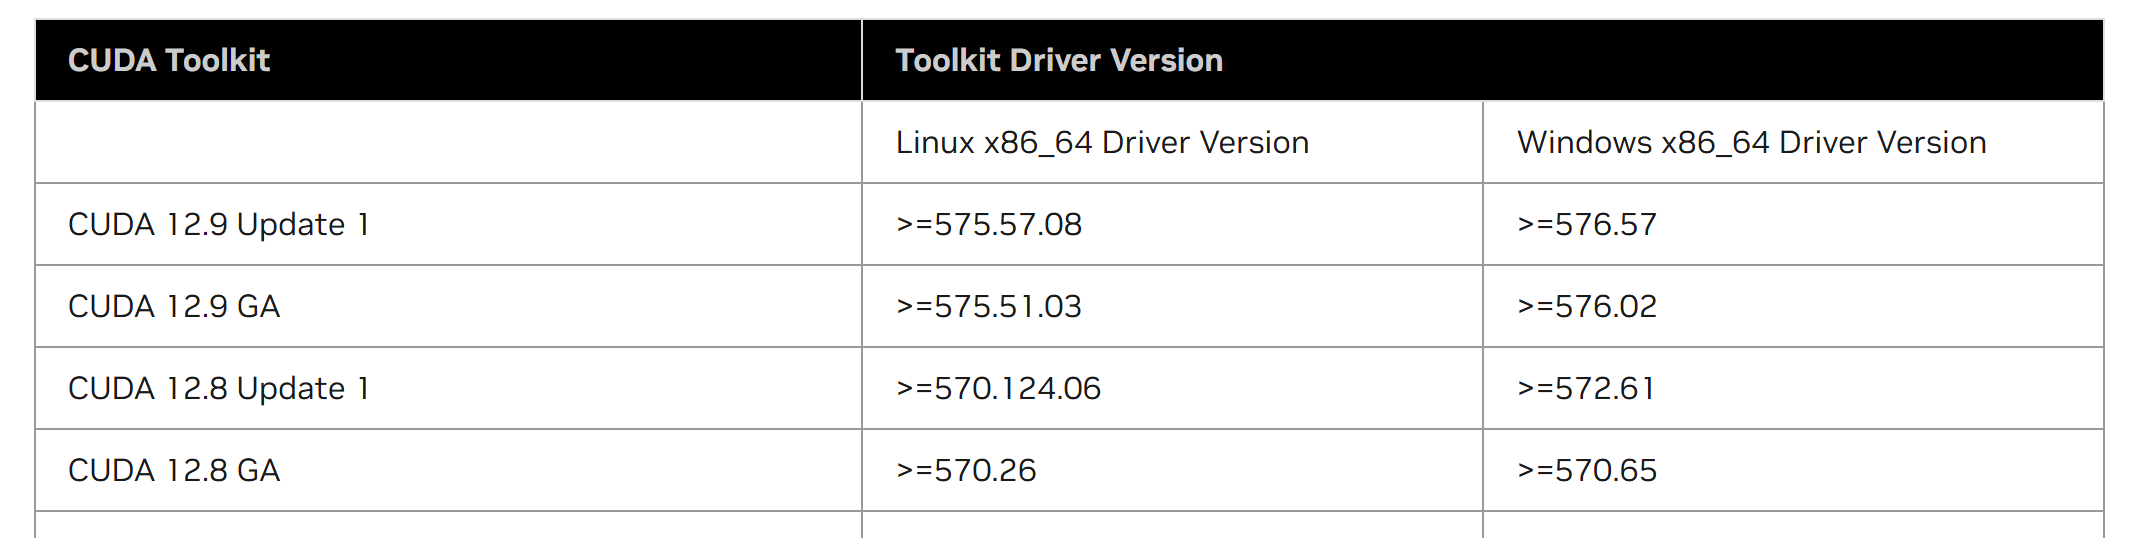 CUDA Toolkit Toolkit Driver Version
Linux x86_64 Driver Version Windows x86_64 Driver Version
CUDA 12.9 Update 1 >=575.57.08 >=576.57
CUDA 12.9 GA >=575.51.03 >=576.02
CUDA 12.8 Update 1 >=570.124.06 >=572.61
CUDA 12.8 GA >=570.26 >=570.65